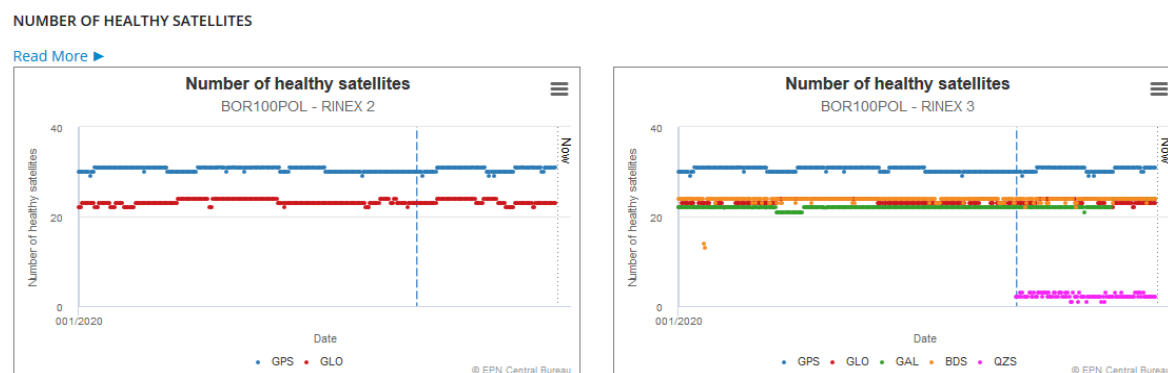 NUMBER OF HEALTHY SATELLITES
Read More ►
Number of healthy satellites
BOR100POL - RINEX 2
Number of healthy satellites
40
20
0
Now
001/2020
Date
GPS GLO
© EPN Central Bureau
Number of healthy satellites
BOR100POL - RINEX 3
Number of healthy satellites
40
20
0
Now
001/2020
Date
GPS GLO GAL BDS QZS
© EPN Central Bureau